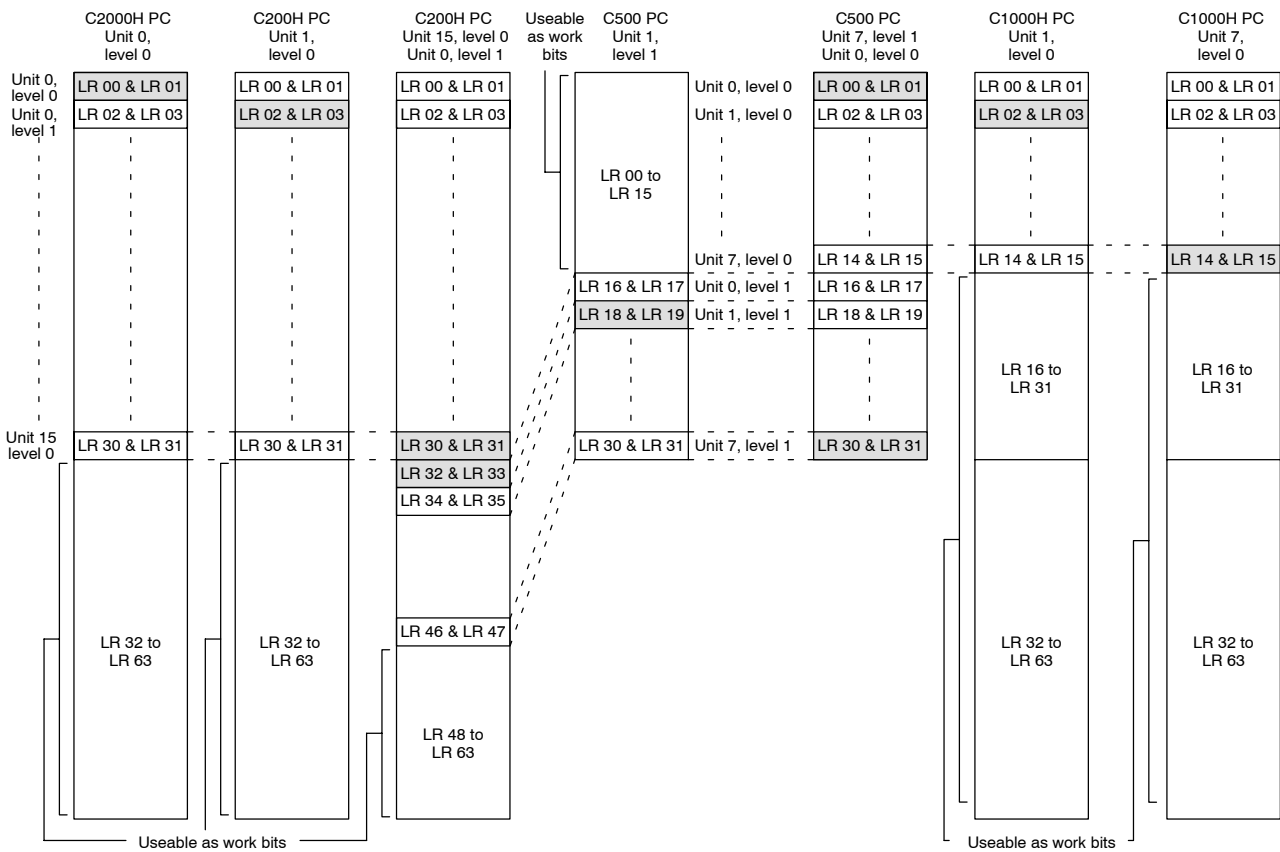 C2000H PC
Unit 0,
level 0
C200H PC
Unit 1,
level 0
C200H PC
Unit 15, level 0
Unit 0, level 1
Useable
as work
bits
C500 PC
Unit 1,
level 1
C500 PC
Unit 7, level 1
Unit 0, level 0
C1000H PC
Unit 1,
level 0
C1000H PC
Unit 7,
level 0
Unit 0,
level 0
LR 00 & LR 01
LR 00 & LR 01
LR 00 & LR 01
Unit 0, level 0
LR 00 & LR 01
LR 00 & LR 01
LR 00 & LR 01
Unit 0,
level 1
LR 02 & LR 03
LR 02 & LR 03
LR 02 & LR 03
Unit 1, level 0
LR 02 & LR 03
LR 02 & LR 03
LR 02 & LR 03
LR 00 to
LR 15
Unit 7, level 0
LR 14 & LR 15
LR 14 & LR 15
LR 14 & LR 15
LR 16 & LR 17
Unit 0, level 1
LR 16 & LR 17
LR 18 & LR 19
Unit 1, level 1
LR 18 & LR 19
LR 16 to
LR 31
LR 16 to
LR 31
Unit 15
level 0
LR 30 & LR 31
LR 30 & LR 31
LR 30 & LR 31
LR 30 & LR 31
Unit 7, level 1
LR 30 & LR 31
LR 32 & LR 33
LR 34 & LR 35
LR 46 & LR 47
LR 32 to
LR 63
LR 32 to
LR 63
LR 32 to
LR 63
LR 32 to
LR 63
LR 48 to
LR 63
Useable as work bits
Useable as work bits